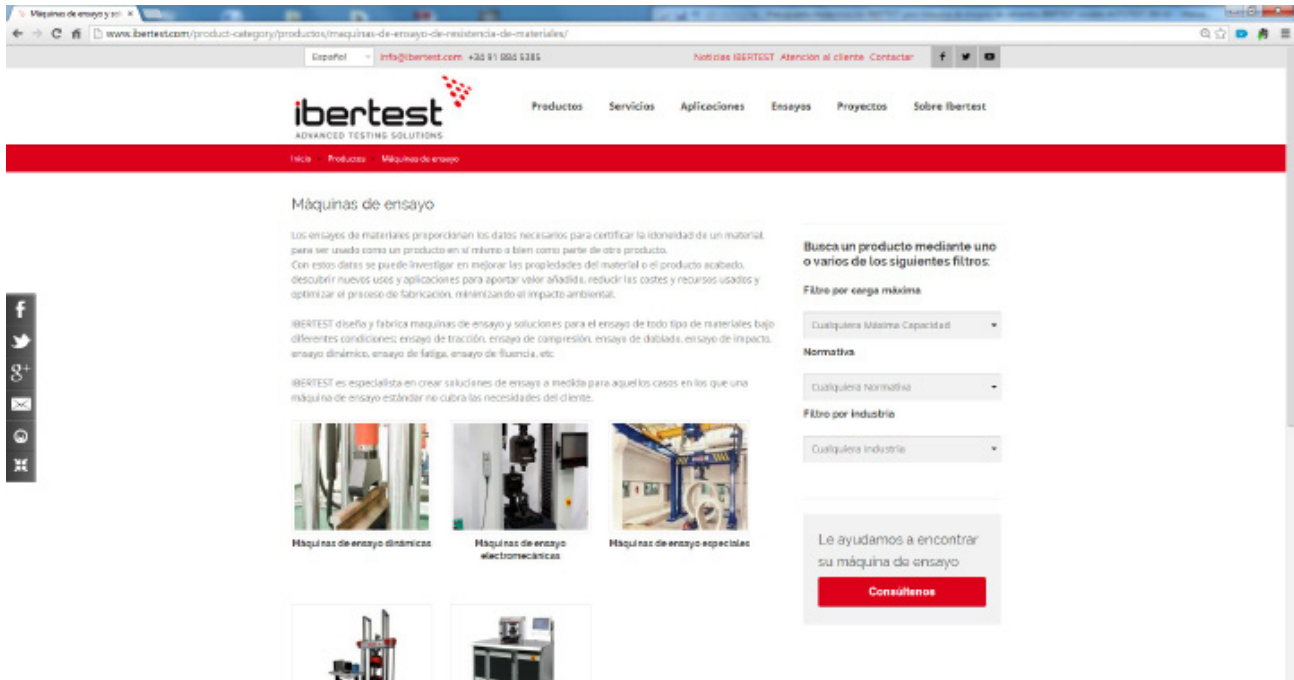 Máquinas de ensayo y sol
www.ibertest.com/product-category/productos/maquinas-de-ensayo-de-resistencia-de-materiales/
Español info@ibertest.com +34 91 884 5385 Noticias IBERTEST Atención al cliente Contactar
ibertest
ADVANCED TESTING SOLUTIONS
Productos Servicios Aplicaciones Ensayos Proyectos Sobre Ibertest
Inicio Productos Máquinas de ensayo
Máquinas de ensayo
Los ensayos de materiales proporcionan los datos necesarios para certificar la idoneidad de un material,
para ser usado como un producto en sí mismo o bien como parte de otro producto.
Con estos datos se puede investigar en mejorar las propiedades del material o el producto acabado,
descubrir nuevos usos y aplicaciones para aportar valor añadido, reducir los costes y recursos usados y
optimizar el proceso de fabricación, minimizando el impacto ambiental.
IBERTEST diseña y fabrica maquinas de ensayo y soluciones para el ensayo de todo tipo de materiales bajo
diferentes condiciones: ensayo de tracción, ensayo de compresión, ensayo de doblado, ensayo de impacto,
ensayo dinámico, ensayo de fatiga, ensayo de fluencia, etc
IBERTEST es especialista en crear soluciones de ensayo a medida para aquellos casos en los que una
máquina de ensayo estándar no cubra las necesidades del cliente.
Máquinas de ensayo dinámicas
Máquinas de ensayo
electromecánicas
Máquinas de ensayo especiales
Busca un producto mediante uno
o varios de los siguientes filtros:
Filtro por carga máxima
Cualquiera Máxima Capacidad
Normativa
Cualquiera Normativa
Filtro por industria
Cualquiera Industria
Le ayudamos a encontrar
su máquina de ensayo
Consúltenos